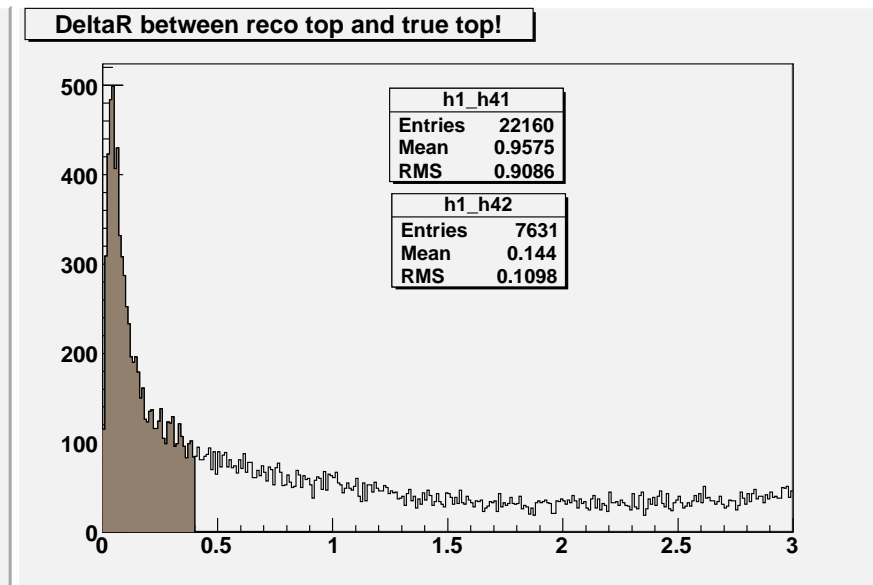 DeltaR between reco top and true top!
h1_h41
Entries 22160
Mean 0.9575
RMS 0.9086
h1_h42
Entries 7631
Mean 0.144
RMS 0.1098
500
400
300
200
100
0
0 0.5 1 1.5 2 2.5 3